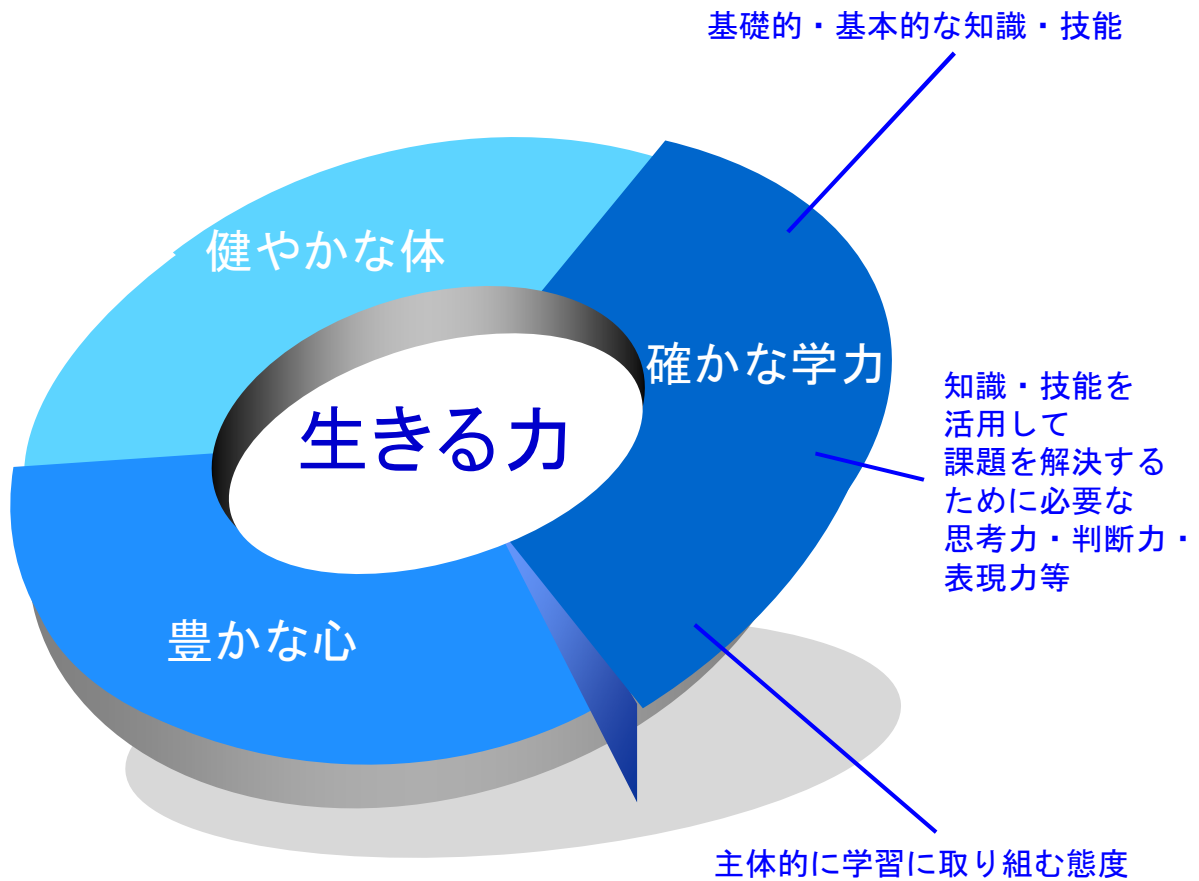 基礎的・基本的な知識・技能
健やかな体
確かな学力
生きる力
知識・技能を
活用して
課題を解決する
ために必要な
思考力・判断力・
表現力等
豊かな心
主体的に学習に取り組む態度